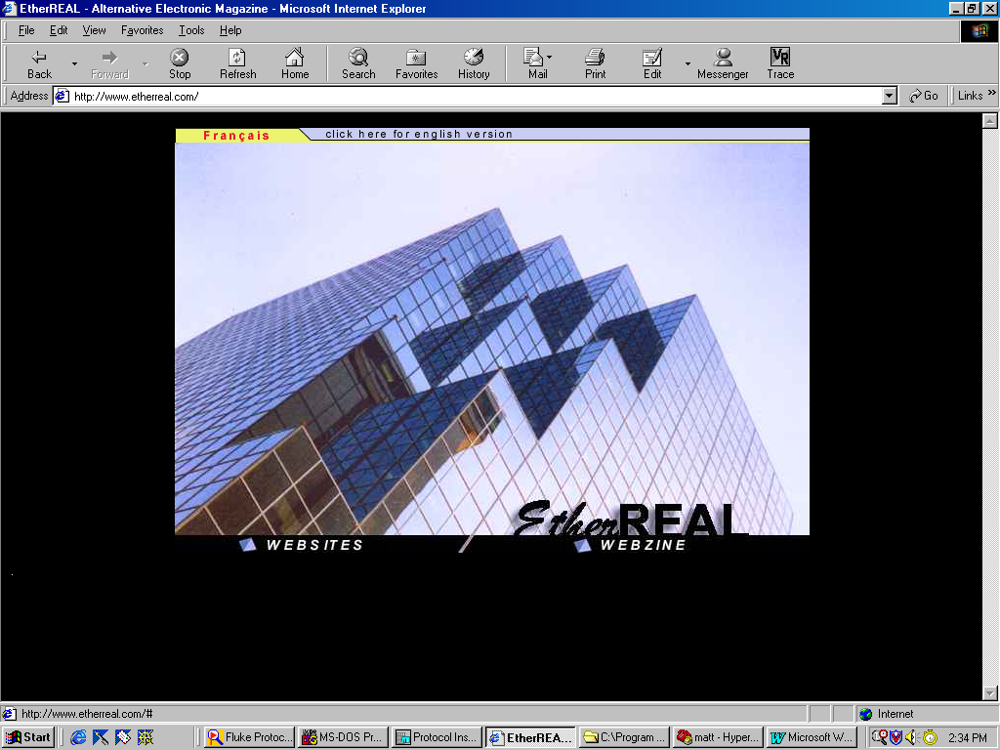 EtherREAL - Alternative Electronic Magazine - Microsoft Internet Explorer
File Edit View Favorites Tools Help
Back Forward Stop Refresh Home Search Favorites History Mail Print Edit Messenger Trace
Address http://www.etherreal.com/ Go Links »
Français click here for english version
EtherREAL
WEBSITES WEBZINE
http://www.etherreal.com/# Internet
Start Fluke Protoc... MS-DOS Pr... Protocol Ins... EtherREA... C:\Program ... matt - Hyper... Microsoft W... 2:34 PM